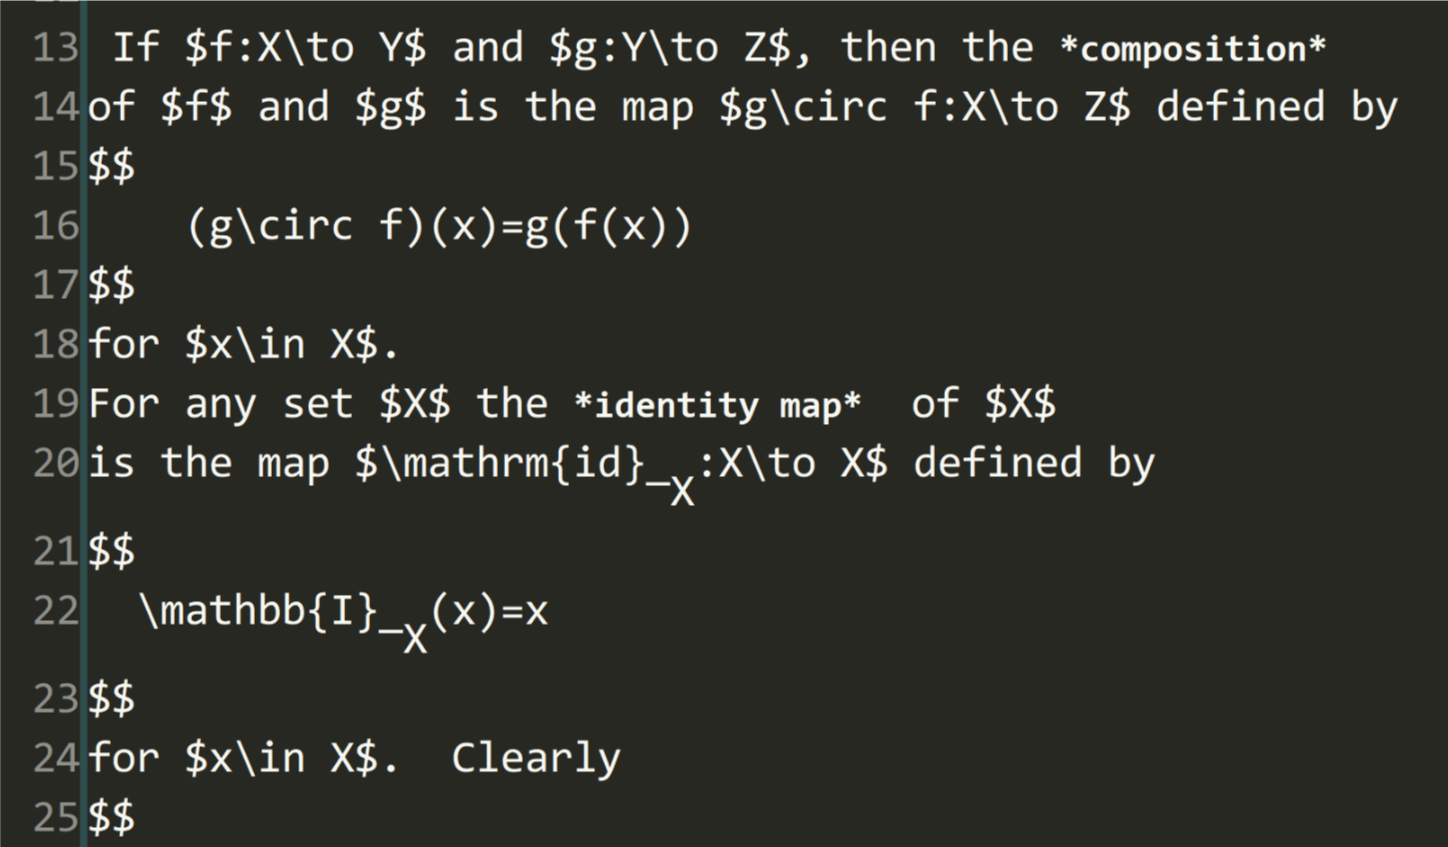 13 If $f:X\to Y$ and $g:Y\to Z$, then the *composition*
14 of $f$ and $g$ is the map $g\circ f:X\to Z$ defined by
15 $$
16     (g\circ f)(x)=g(f(x))
17 $$
18 for $x\in X$.
19 For any set $X$ the *identity map*  of $X$
20 is the map $\mathrm{id}_X:X\to X$ defined by
21 $$
22   \mathbb{I}_X(x)=x
23 $$
24 for $x\in X$.  Clearly
25 $$